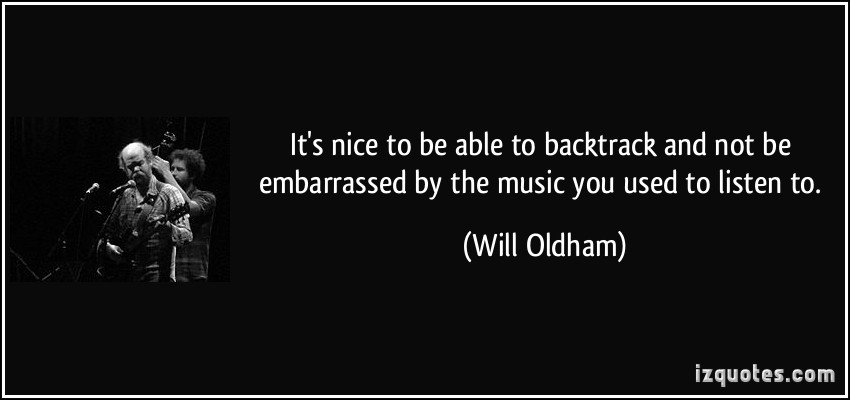 It's nice to be able to backtrack and not be
embarrassed by the music you used to listen to.
(Will Oldham)
izquotes.com